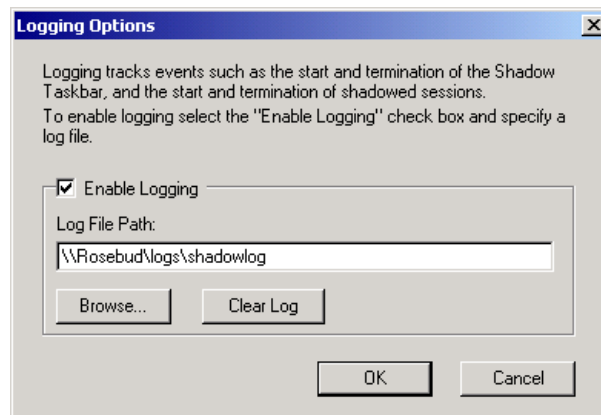 Logging Options
Logging tracks events such as the start and termination of the Shadow
Taskbar, and the start and termination of shadowed sessions.
To enable logging select the "Enable Logging" check box and specify a
log file.
Enable Logging
Log File Path:
\\Rosebud\logs\shadowlog
Browse... Clear Log
OK Cancel